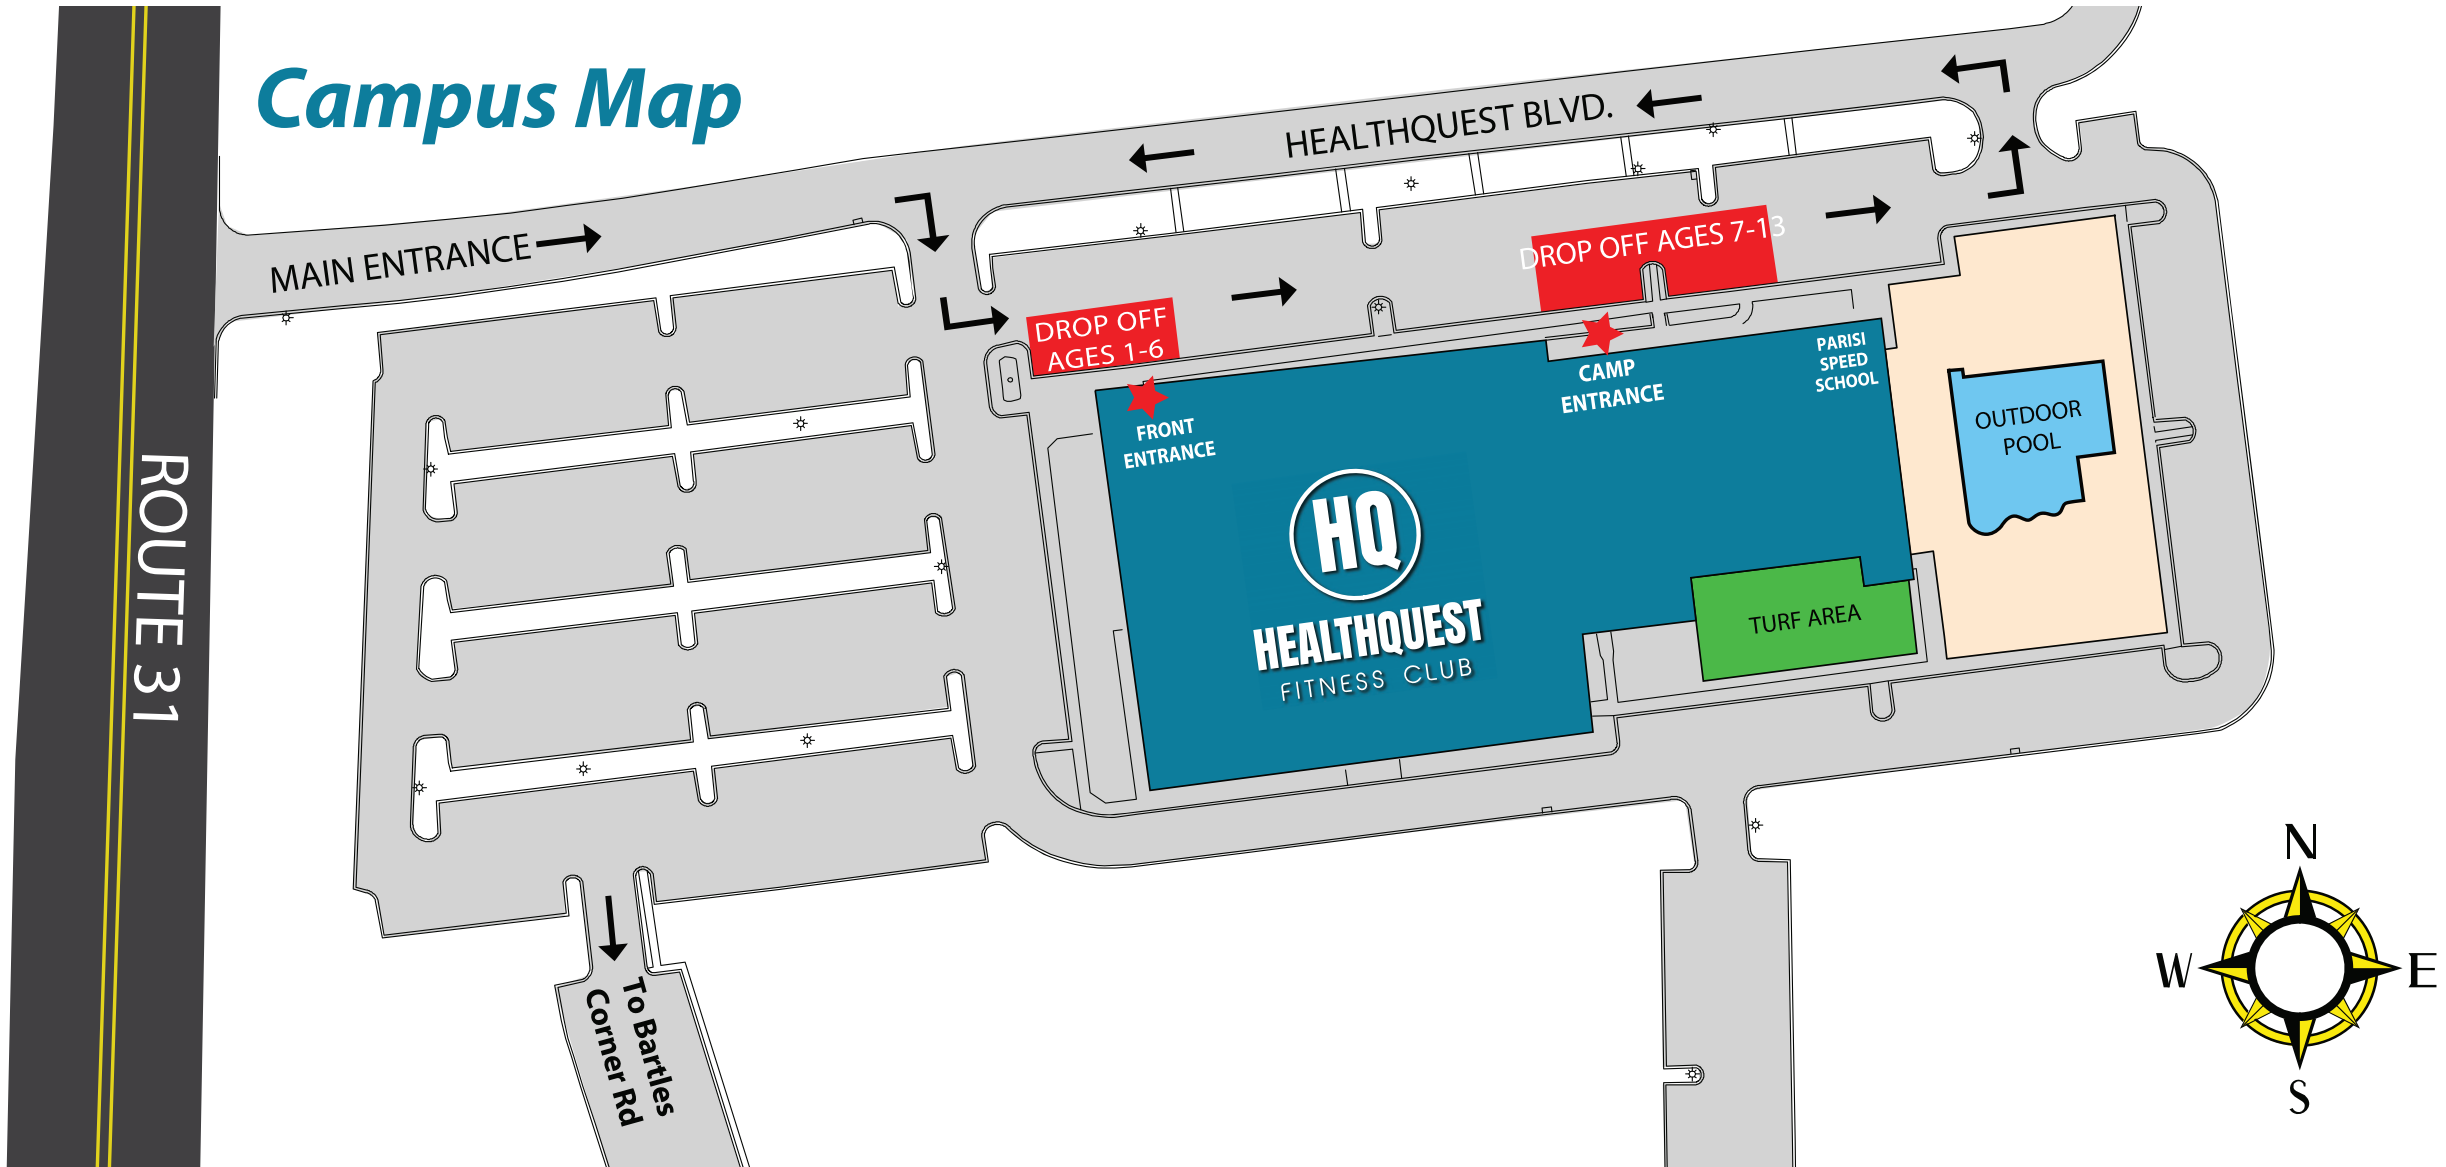 Campus Map
HEALTHQUEST BLVD.
MAIN ENTRANCE
DROP OFF AGES 7-13
DROP OFF
AGES 1-6
PARISI
SPEED
SCHOOL
CAMP
ENTRANCE
FRONT
ENTRANCE
OUTDOOR
POOL
ROUTE 31
HQ
HEALTHQUEST
FITNESS CLUB
TURF AREA
To Bartles
Corner Rd
N
W
E
S